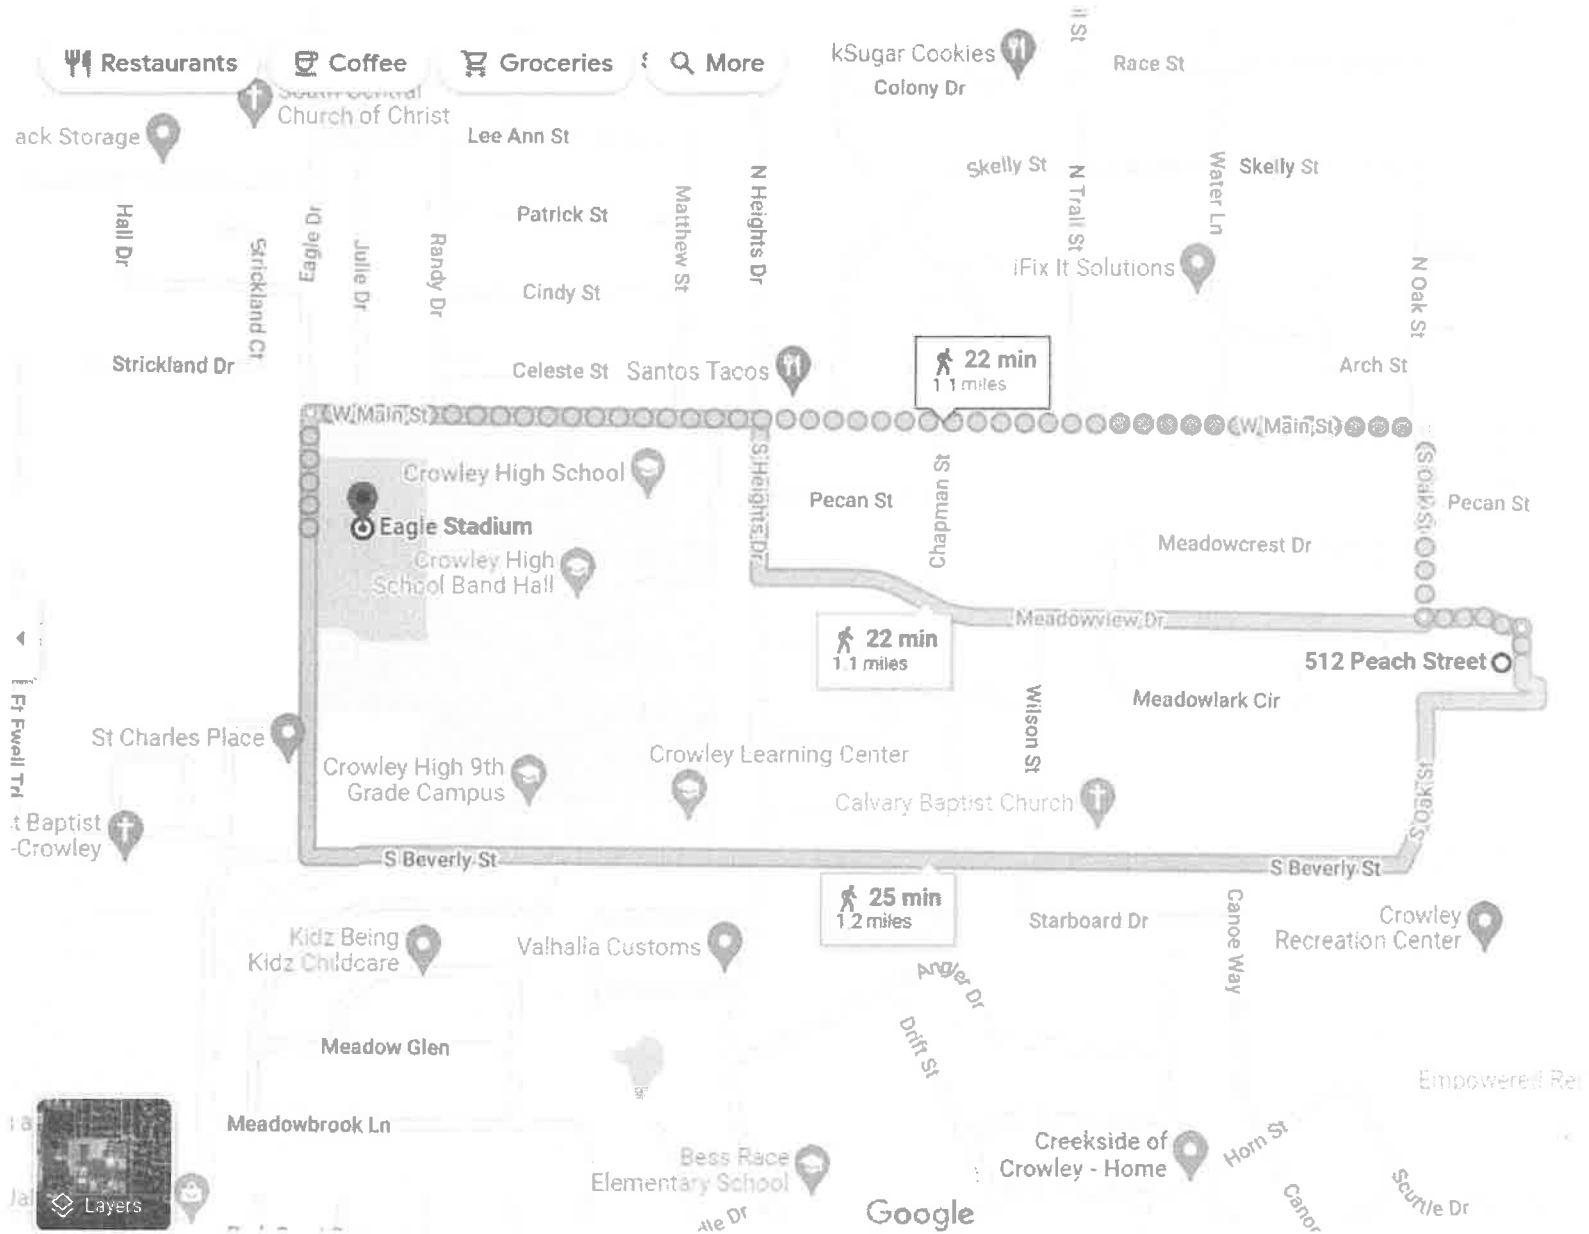 Restaurants
Coffee
Groceries
More
kSugar Cookies
Colony Dr
Race St
South Central
Church of Christ
ack Storage
Lee Ann St
Skelly St
Skelly St
Water Ln
N Trail St
N Heights Dr
Matthew St
Patrick St
Hall Dr
Eagle Dr
Julie Dr
Randy Dr
Strickland Ct
Cindy St
iFix It Solutions
N Oak St
Strickland Dr
Celeste St
Santos Tacos
22 min
1.1 miles
Arch St
W Main St
W Main St
Crowley High School
S Heights Dr
Chapman St
Pecan St
S Oak St
Pecan St
Eagle Stadium
Meadowcrest Dr
Crowley High
School Band Hall
Meadowview Dr
22 min
1.1 miles
512 Peach Street
Wilson St
Meadowlark Cir
St Charles Place
Crowley High 9th
Grade Campus
Crowley Learning Center
Calvary Baptist Church
S Oak St
t Baptist
-Crowley
S Beverly St
S Beverly St
25 min
1.2 miles
Starboard Dr
Canoe Way
Crowley
Recreation Center
Kidz Being
Kidz Childcare
Valhalla Customs
Angler Dr
Drift St
Meadow Glen
Empowered Re
Meadowbrook Ln
Creekside of
Crowley - Home
Horn St
Bess Race
Elementary School
Scuttle Dr
Layers
Google